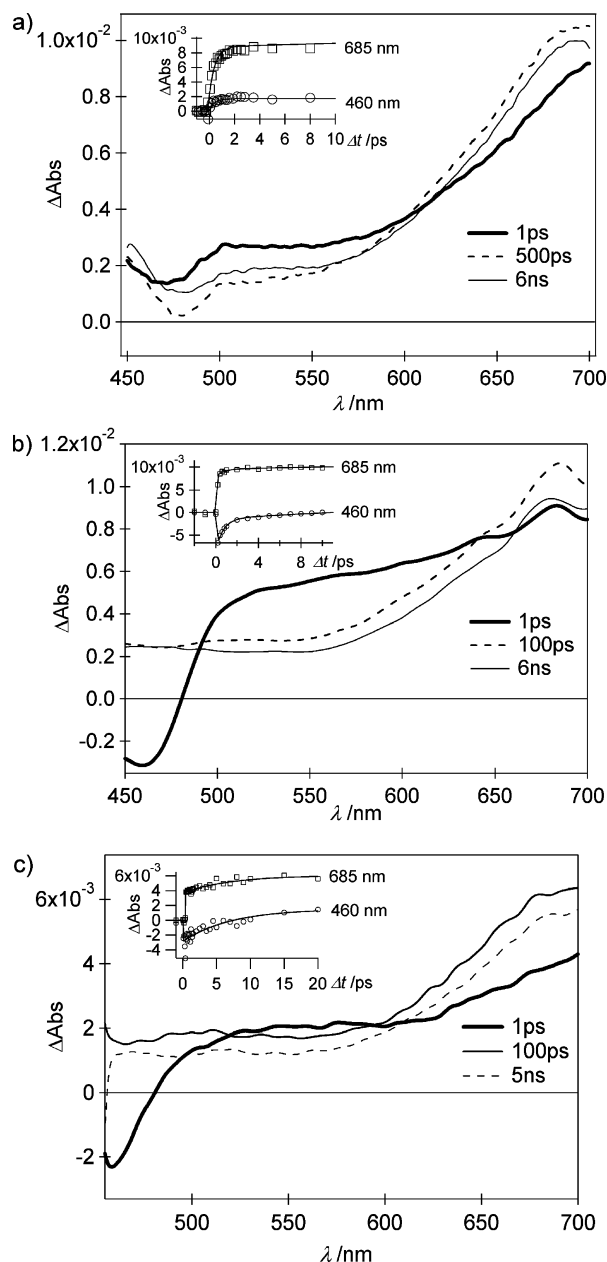 a)
1.0x10-2
0.8
0.6
0.4
0.2
0.0
ΔAbs
10x10-3
8
6
4
2
0
ΔAbs
685 nm
460 nm
0 2 4 6 8 10
Δt /ps
1ps
500ps
6ns
450 500 550 600 650 700
λ /nm
b)
1.2x10-2
1.0
0.8
0.6
0.4
0.2
0.0
-0.2
ΔAbs
10x10-3
5
0
-5
ΔAbs
685 nm
460 nm
0 4 8
Δt /ps
1ps
100ps
6ns
450 500 550 600 650 700
λ /nm
c)
6x10-3
4
2
0
-2
ΔAbs
6x10-3
4
2
0
-2
-4
ΔAbs
685 nm
460 nm
0 5 10 15 20
Δt /ps
1ps
100ps
5ns
500 550 600 650 700
λ /nm